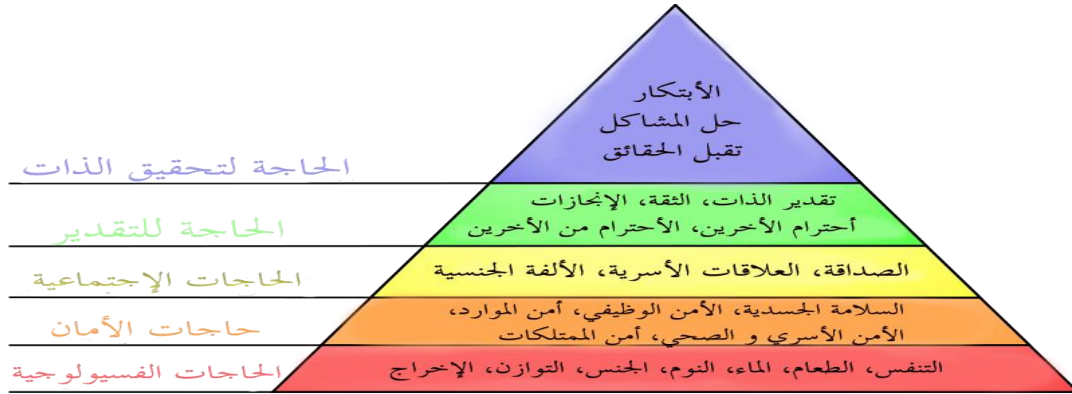 الأبتكار
حل المشاكل
تقبل الحقائق
الحاجة لتحقيق الذات
تقدير الذات، الثقة، الإنجازات
أحترام الأخرين، الأحترام من الأخرين
الحاجة للتقدير
الصداقة، العلاقات الأسرية، الألفة الجنسية
الحاجات الإجتماعية
السلامة الجسدية، الأمن الوظيفي، أمن الموارد،
الأمن الأسري و الصحي، أمن الممتلكات
حاجات الأمان
التنفس، الطعام، الماء، النوم، الجنس، التوازن، الإخراج
الحاجات الفسيولوجية